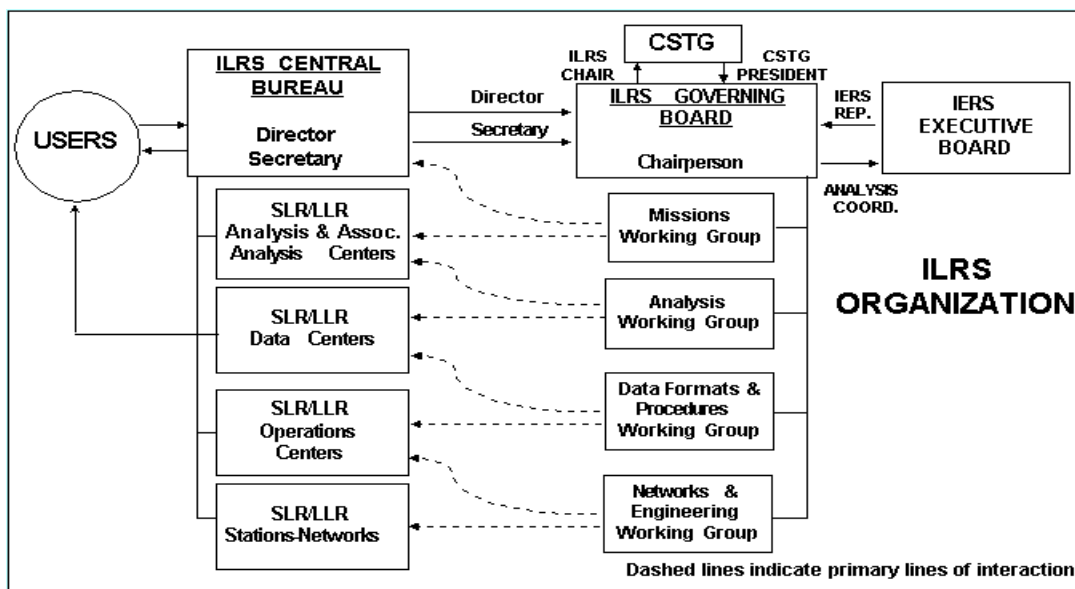 CSTG
ILRS
CHAIR
CSTG
PRESIDENT
ILRS CENTRAL
BUREAU
Director
Secretary
USERS
Director
Secretary
ILRS GOVERNING
BOARD
Chairperson
IERS
REP.
IERS
EXECUTIVE
BOARD
ANALYSIS
COORD.
SLR/LLR
Analysis & Assoc.
Analysis Centers
Missions
Working Group
ILRS
ORGANIZATION
SLR/LLR
Data Centers
Analysis
Working Group
SLR/LLR
Operations
Centers
Data Formats &
Procedures
Working Group
SLR/LLR
Stations-Networks
Networks &
Engineering
Working Group
Dashed lines indicate primary lines of interaction